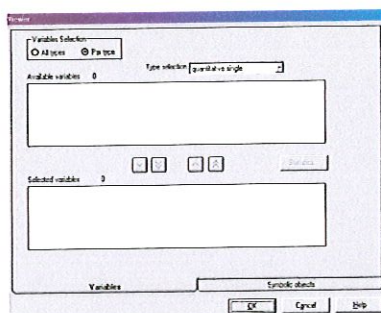 Variables Selection
All types Per type
Type selection quantitative single
Available variables 0
Selected variables 0
Variables Symbolic objects
OK Cancel Help